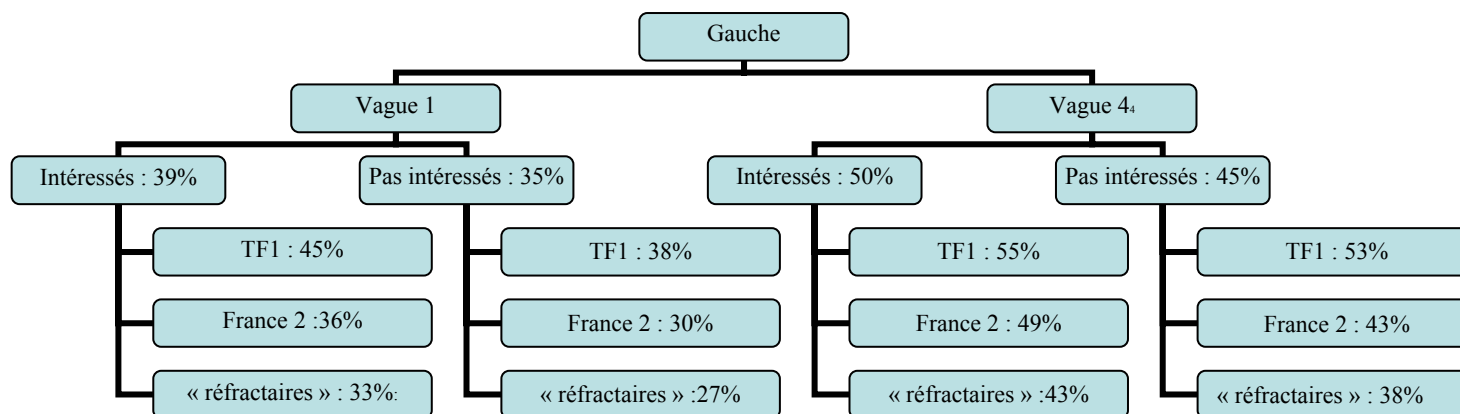 Gauche
Vague 1
Vague 4₄
Intéressés : 39%
Pas intéressés : 35%
Intéressés : 50%
Pas intéressés : 45%
TF1 : 45%
TF1 : 38%
TF1 : 55%
TF1 : 53%
France 2 :36%
France 2 : 30%
France 2 : 49%
France 2 : 43%
« réfractaires » : 33%:
« réfractaires » :27%
« réfractaires » :43%
« réfractaires » : 38%